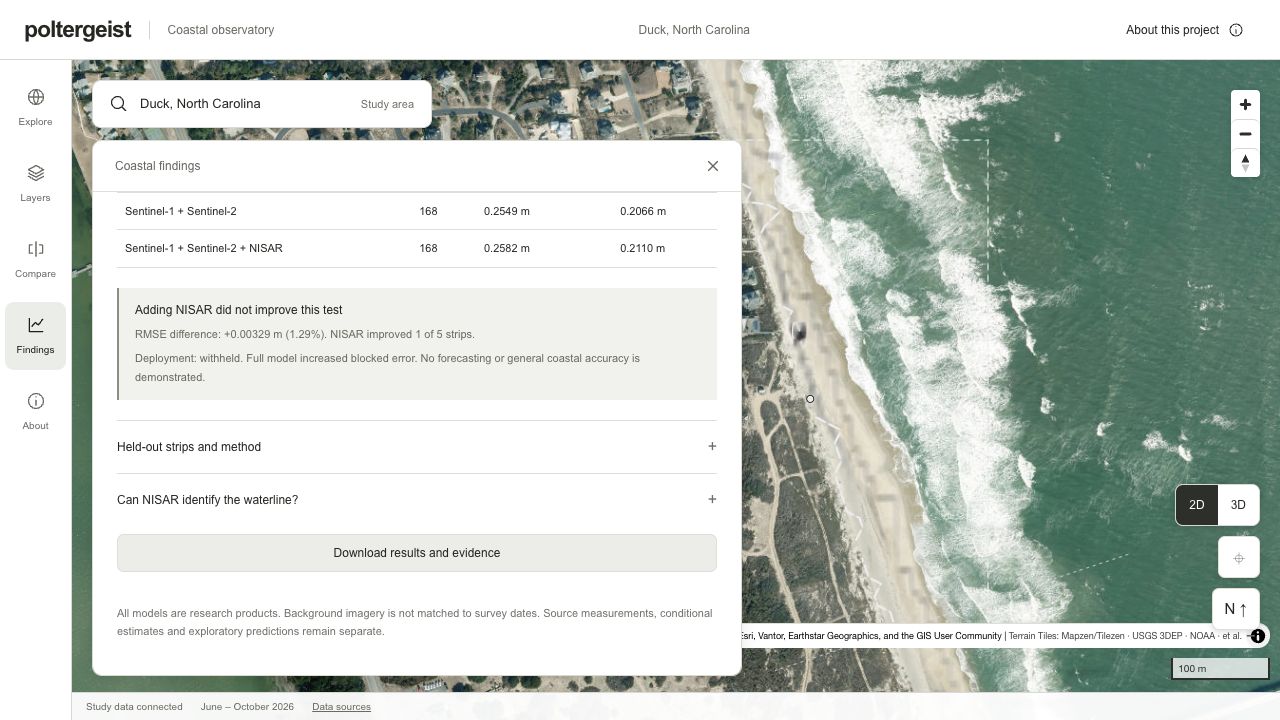 poltergeist
Coastal observatory
Duck, North Carolina
About this project
Explore
Layers
Compare
Findings
About
Duck, North Carolina
Study area
Coastal findings
Sentinel-1 + Sentinel-2 168 0.2549 m 0.2066 m
Sentinel-1 + Sentinel-2 + NISAR 168 0.2582 m 0.2110 m
Adding NISAR did not improve this test
RMSE difference: +0.00329 m (1.29%). NISAR improved 1 of 5 strips.
Deployment: withheld. Full model increased blocked error. No forecasting or general coastal accuracy is
demonstrated.
Held-out strips and method +
Can NISAR identify the waterline? +
Download results and evidence
All models are research products. Background imagery is not matched to survey dates. Source measurements, conditional
estimates and exploratory predictions remain separate.
2D 3D
N ↑
Esri, Vantor, Earthstar Geographics, and the GIS User Community | Terrain Tiles: Mapzen/Tilezen · USGS 3DEP · NOAA · et al.
100 m
Study data connected
June – October 2026
Data sources